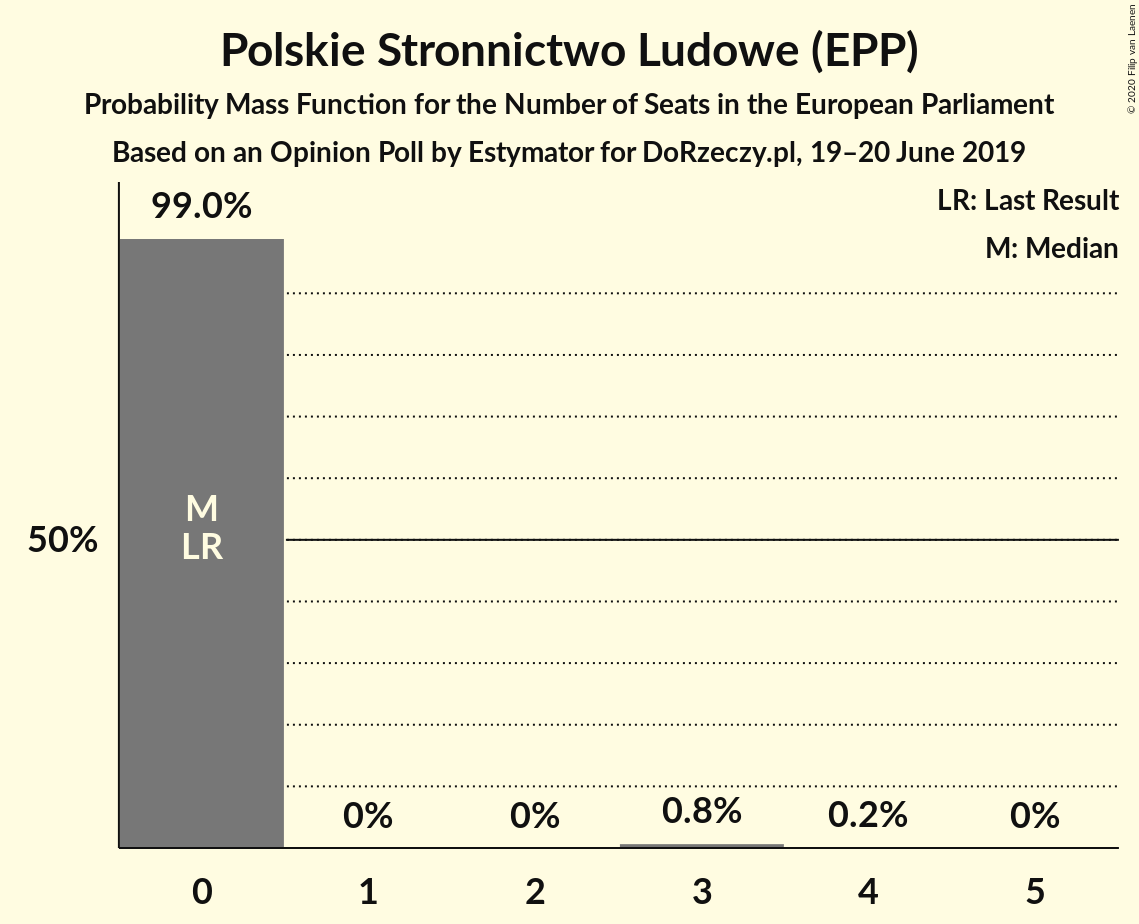 Polskie Stronnictwo Ludowe (EPP)
Probability Mass Function for the Number of Seats in the European Parliament
Based on an Opinion Poll by Estymator for DoRzeczy.pl, 19–20 June 2019
© 2020 Filip van Laenen
LR: Last Result
M: Median
99.0%
M
LR
50%
0%
0%
0.8%
0.2%
0%
0
1
2
3
4
5